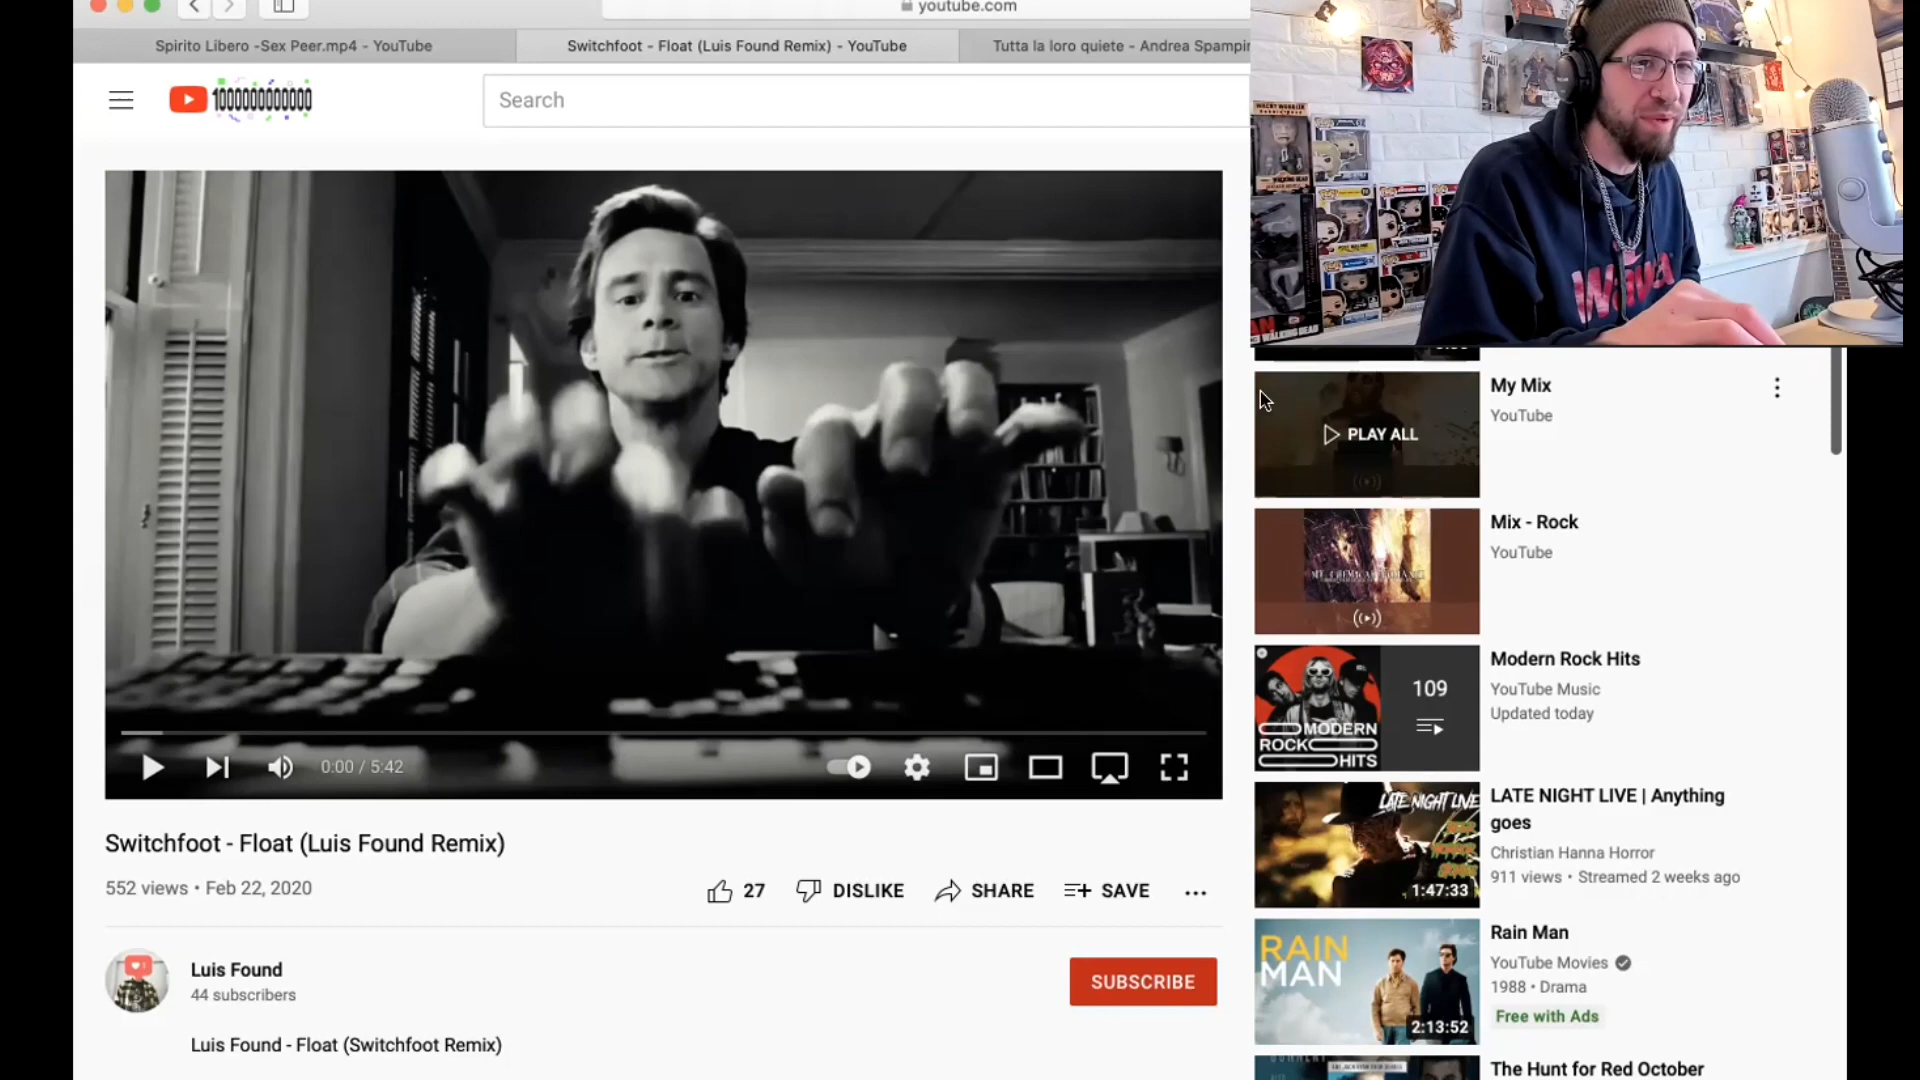 youtube.com
Spirito Libero -Sex Peer.mp4 - YouTube
Switchfoot - Float (Luis Found Remix) - YouTube
Tutta la loro quiete - Andrea Spampin
1000000000000
Search
SAW
WALKING DEAD
My Mix
YouTube
PLAY ALL
Mix - Rock
YouTube
Modern Rock Hits
YouTube Music
Updated today
109
MODERN
ROCK
HITS
0:00 / 5:42
LATE NIGHT LIVE | Anything
goes
Christian Hanna Horror
911 views • Streamed 2 weeks ago
LATE NIGHT LIVE
1:47:33
Switchfoot - Float (Luis Found Remix)
552 views • Feb 22, 2020
27
DISLIKE
SHARE
SAVE
Rain Man
YouTube Movies
1988 • Drama
Free with Ads
RAIN
MAN
2:13:52
Luis Found
44 subscribers
SUBSCRIBE
Luis Found - Float (Switchfoot Remix)
The Hunt for Red October